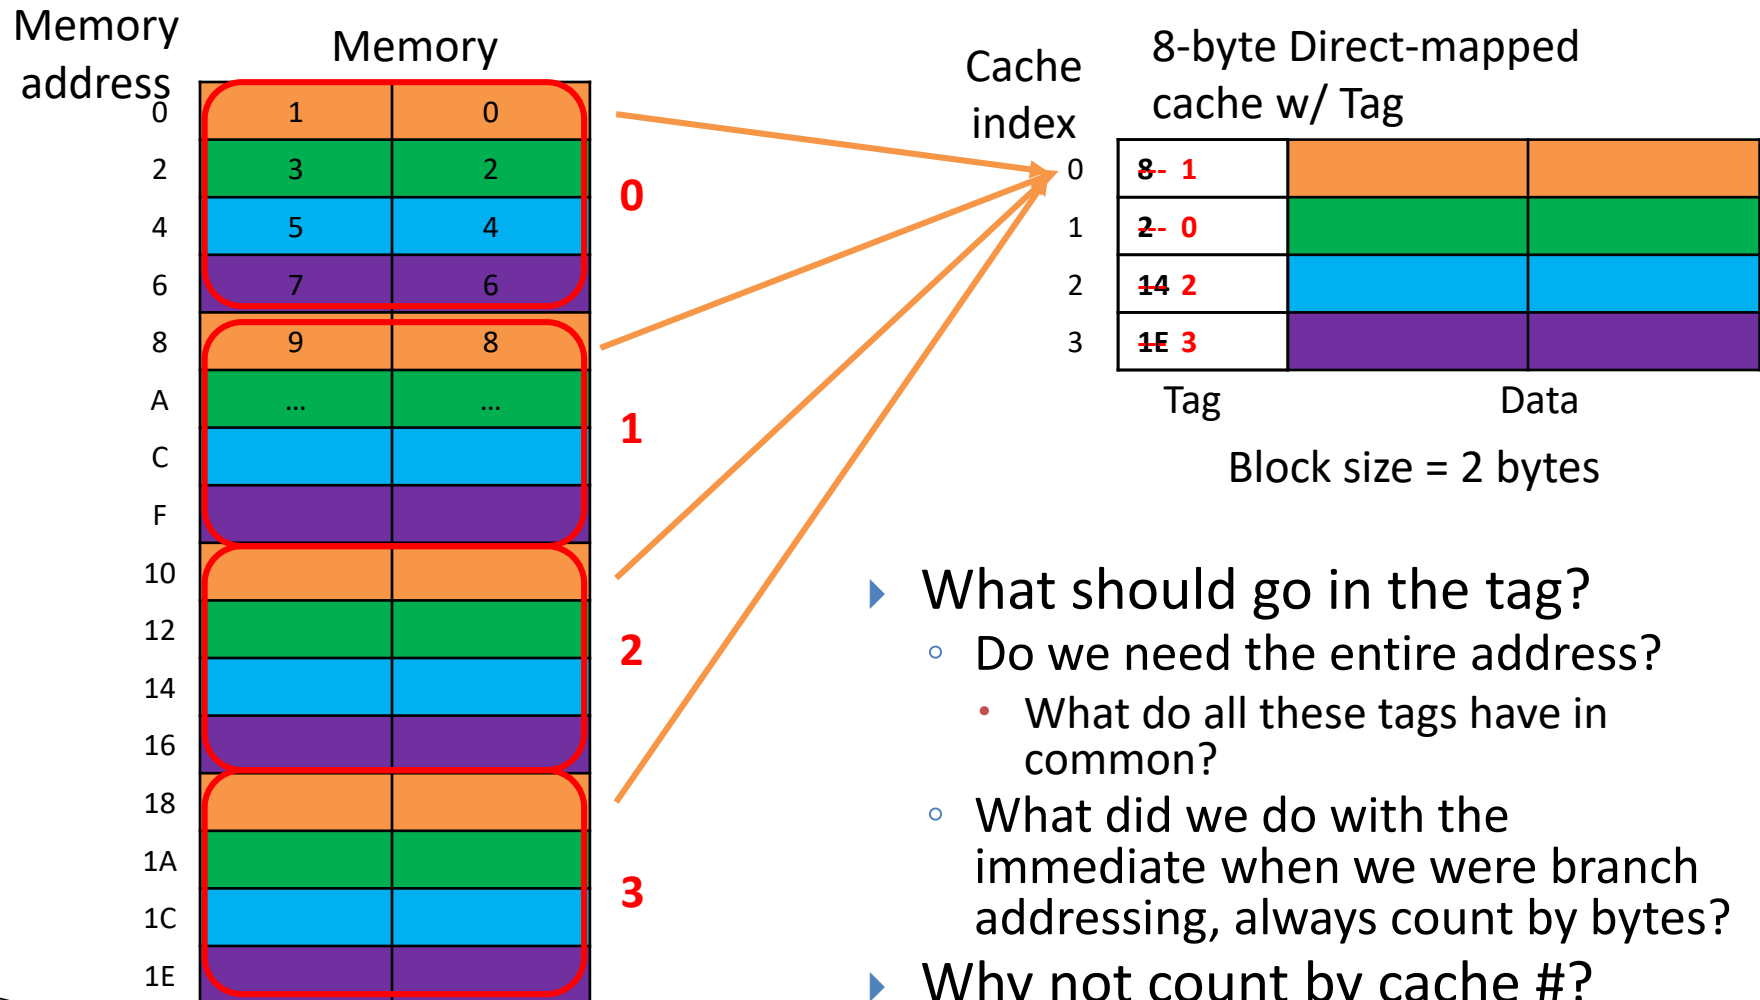 Memory
address
Memory
0 1 0
2 3 2
4 5 4
6 7 6
0
8 9 8
A ... ...
C
F
1
10
12
14
16
2
18
1A
1C
1E
3
Cache
index
8-byte Direct-mapped
cache w/ Tag
0 8-- 1
1 2-- 0
2 14 2
3 1E 3
Tag Data
Block size = 2 bytes
What should go in the tag?
Do we need the entire address?
What do all these tags have in
common?
What did we do with the
immediate when we were branch
addressing, always count by bytes?
Why not count by cache #?